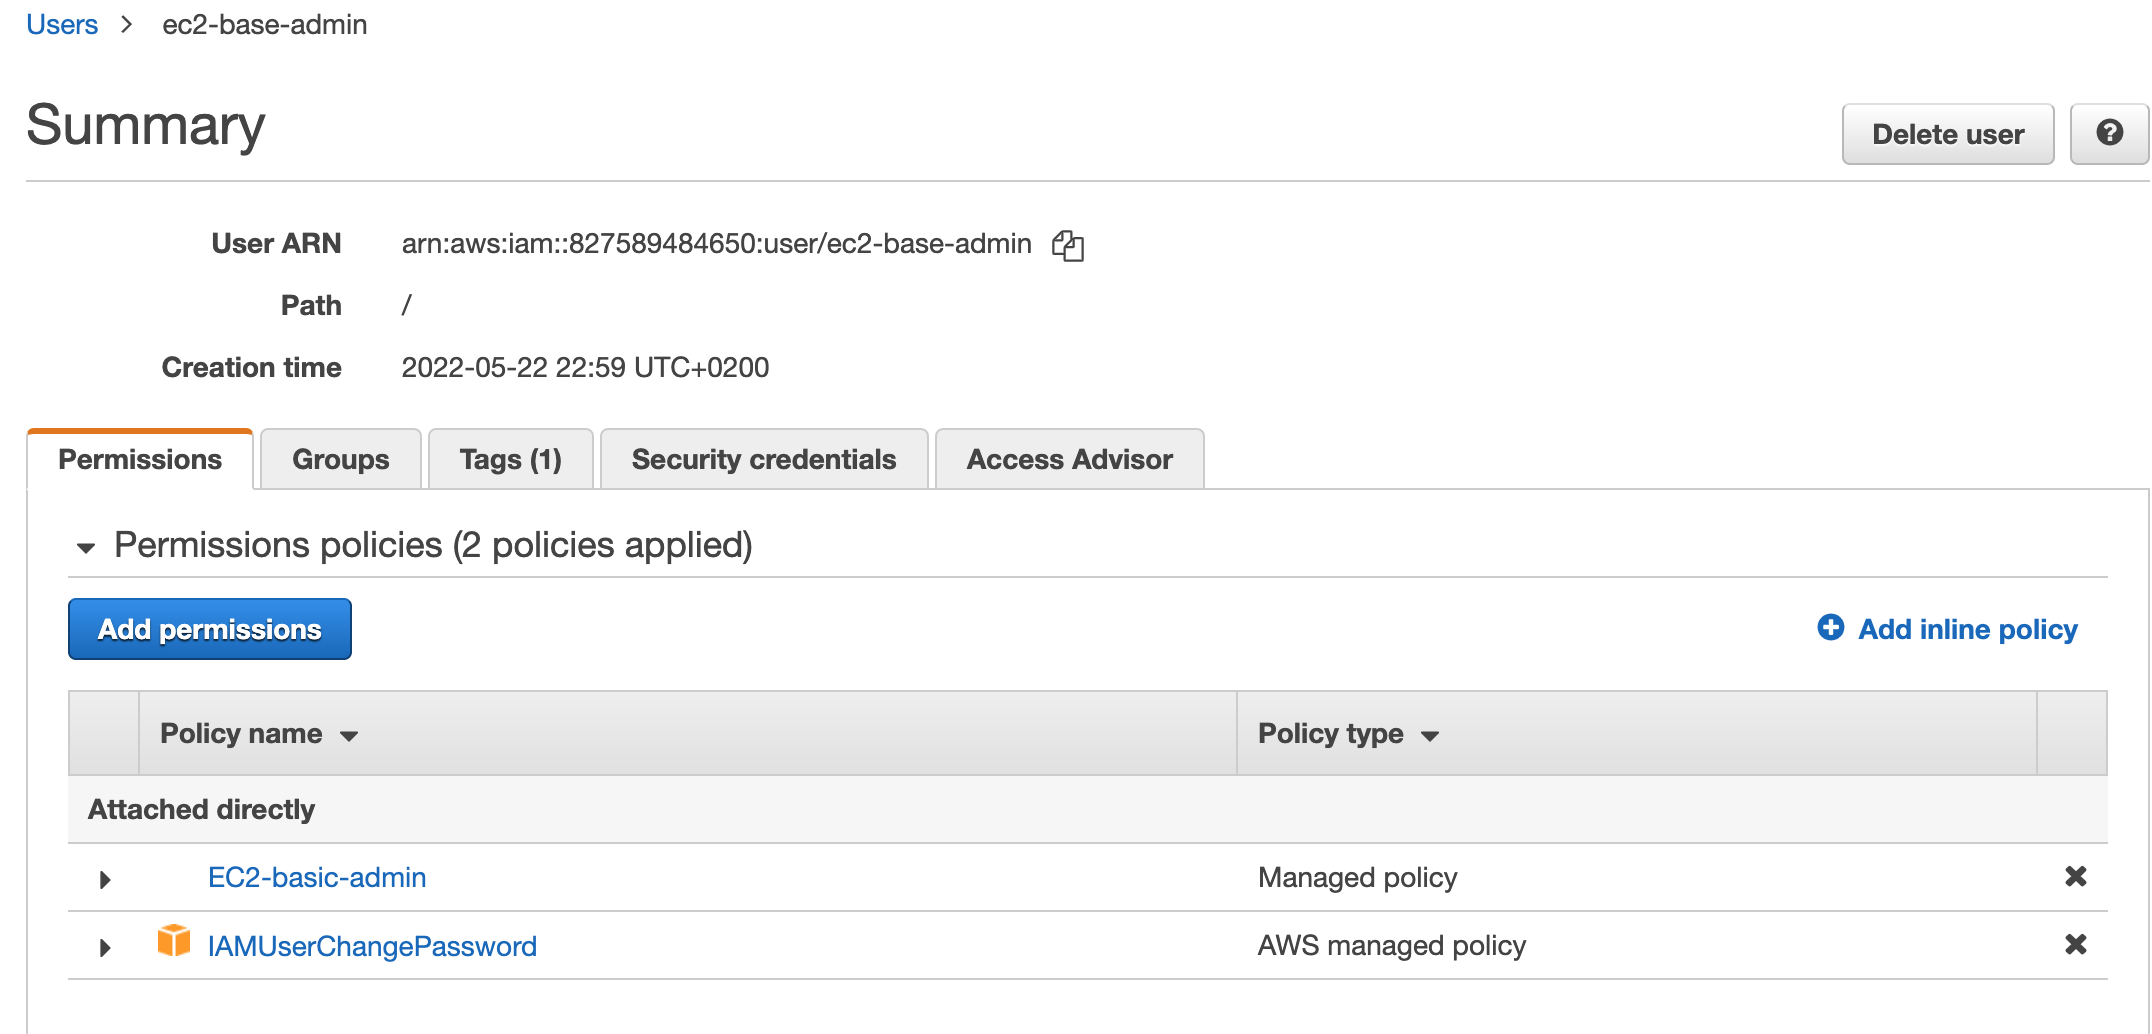 Users > ec2-base-admin
Summary
Delete user
?
User ARN arn:aws:iam::827589484650:user/ec2-base-admin
Path /
Creation time 2022-05-22 22:59 UTC+0200
Permissions Groups Tags (1) Security credentials Access Advisor
Permissions policies (2 policies applied)
Add permissions
Add inline policy
Policy name Policy type
Attached directly
EC2-basic-admin Managed policy
IAMUserChangePassword AWS managed policy